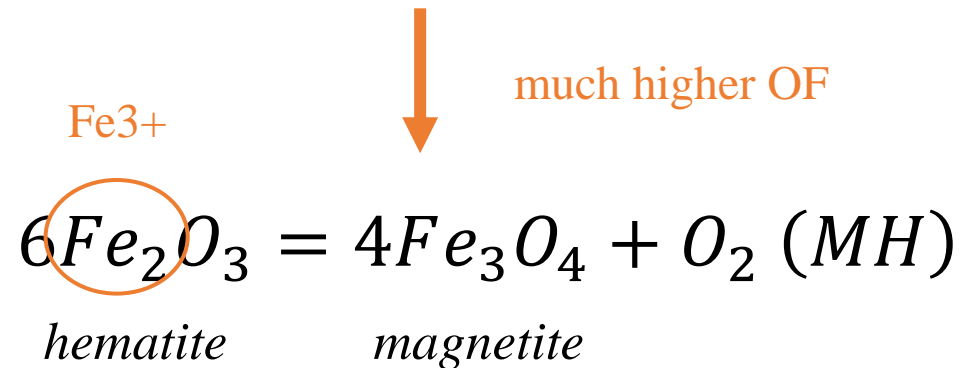 much higher OF
Fe3+
6Fe₂O₃ = 4Fe₃O₄ + O₂ (MH)
hematite magnetite